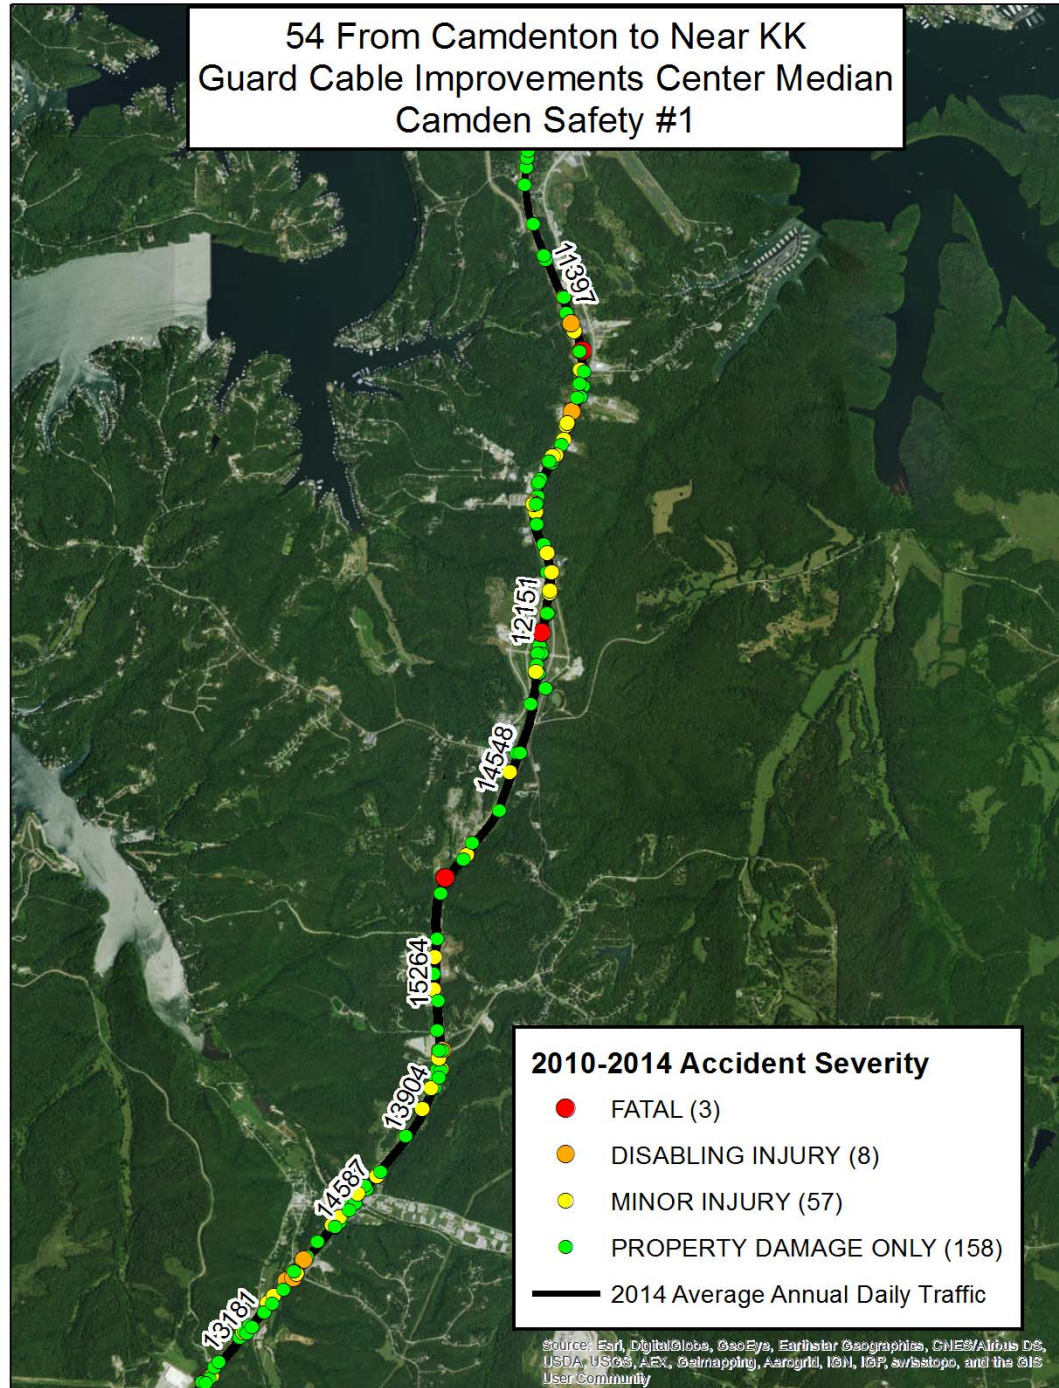 54 From Camdenton to Near KK
Guard Cable Improvements Center Median
Camden Safety #1
11397
12151
14548
15264
13904
14587
13181
2010-2014 Accident Severity
FATAL (3)
DISABLING INJURY (8)
MINOR INJURY (57)
PROPERTY DAMAGE ONLY (158)
2014 Average Annual Daily Traffic
Source: Esri, DigitalGlobe, GeoEye, Earthstar Geographics, CNES/Airbus DS,
USDA, USGS, AEX, Getmapping, Aerogrid, IGN, IGP, swisstopo, and the GIS
User Community